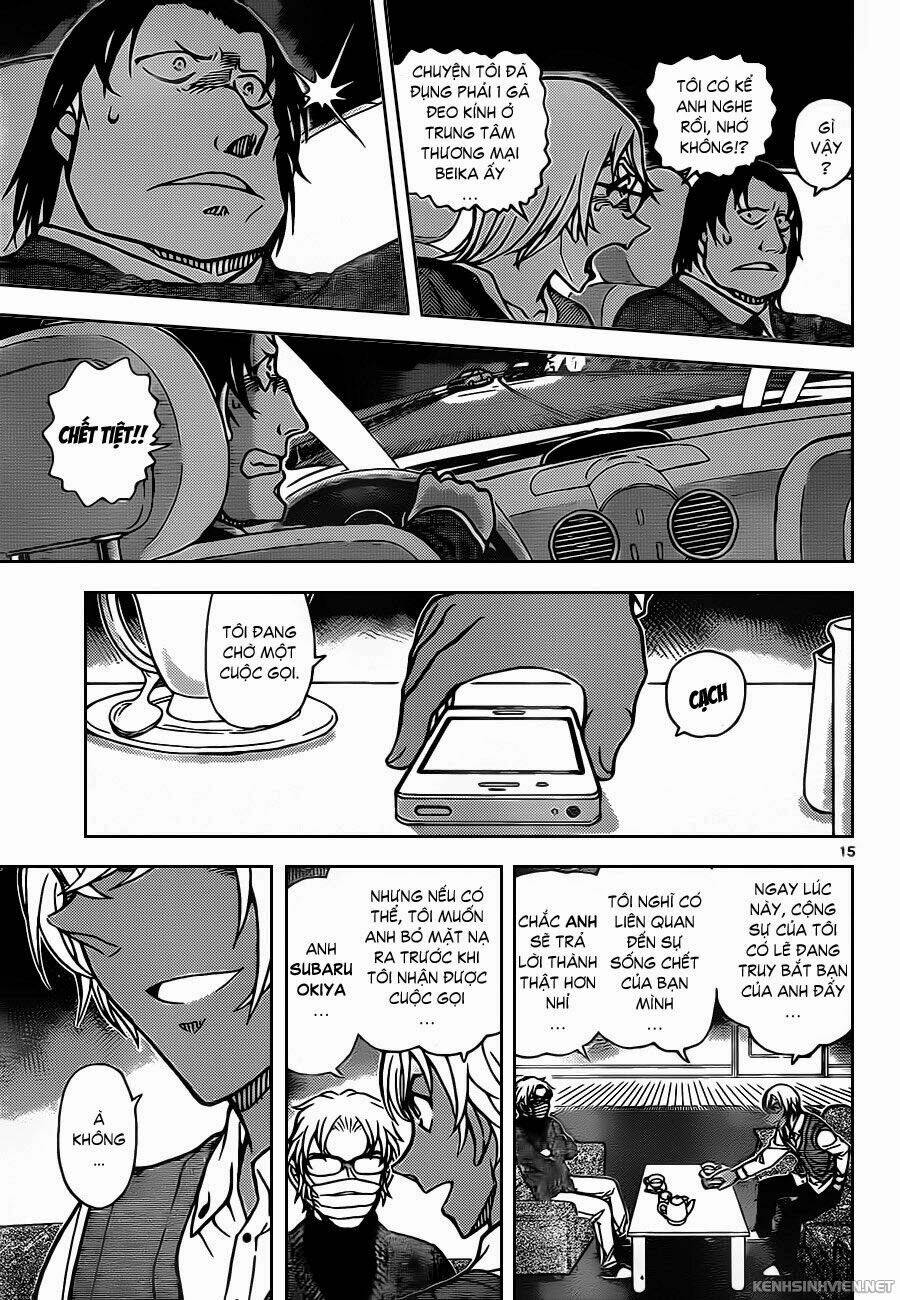 GÌ
VẬY
?
TÔI CÓ KỂ
ANH NGHE
RỒI, NHỚ
KHÔNG!?
CHUYỆN TÔI ĐÃ
ĐỤNG PHẢI 1 GÃ
ĐEO KÍNH Ở
TRUNG TÂM
THƯƠNG MẠI
BEIKA ẤY
...
CHẾT TIỆT!!
CẠCH
TÔI ĐANG
CHỜ MỘT
CUỘC GỌI.
15
NGAY LÚC
NÀY, CỘNG
SỰ CỦA TÔI
CÓ LẼ ĐANG
TRUY BẮT BẠN
CỦA ANH ĐẤY
...
TÔI NGHĨ CÓ
LIÊN QUAN
ĐẾN SỰ
SỐNG CHẾT
CỦA BẠN
MÌNH
...
CHẮC ANH
SẼ TRẢ
LỜI THÀNH
THẬT HƠN
NHỈ
...
NHƯNG NẾU CÓ
THỂ, TÔI MUỐN
ANH BỎ MẶT NẠ
RA TRƯỚC KHI
TÔI NHẬN ĐƯỢC
CUỘC GỌI
...
ANH
SUBARU
OKIYA
...
À
KHÔNG
...
KENHSINHVIEN.NET